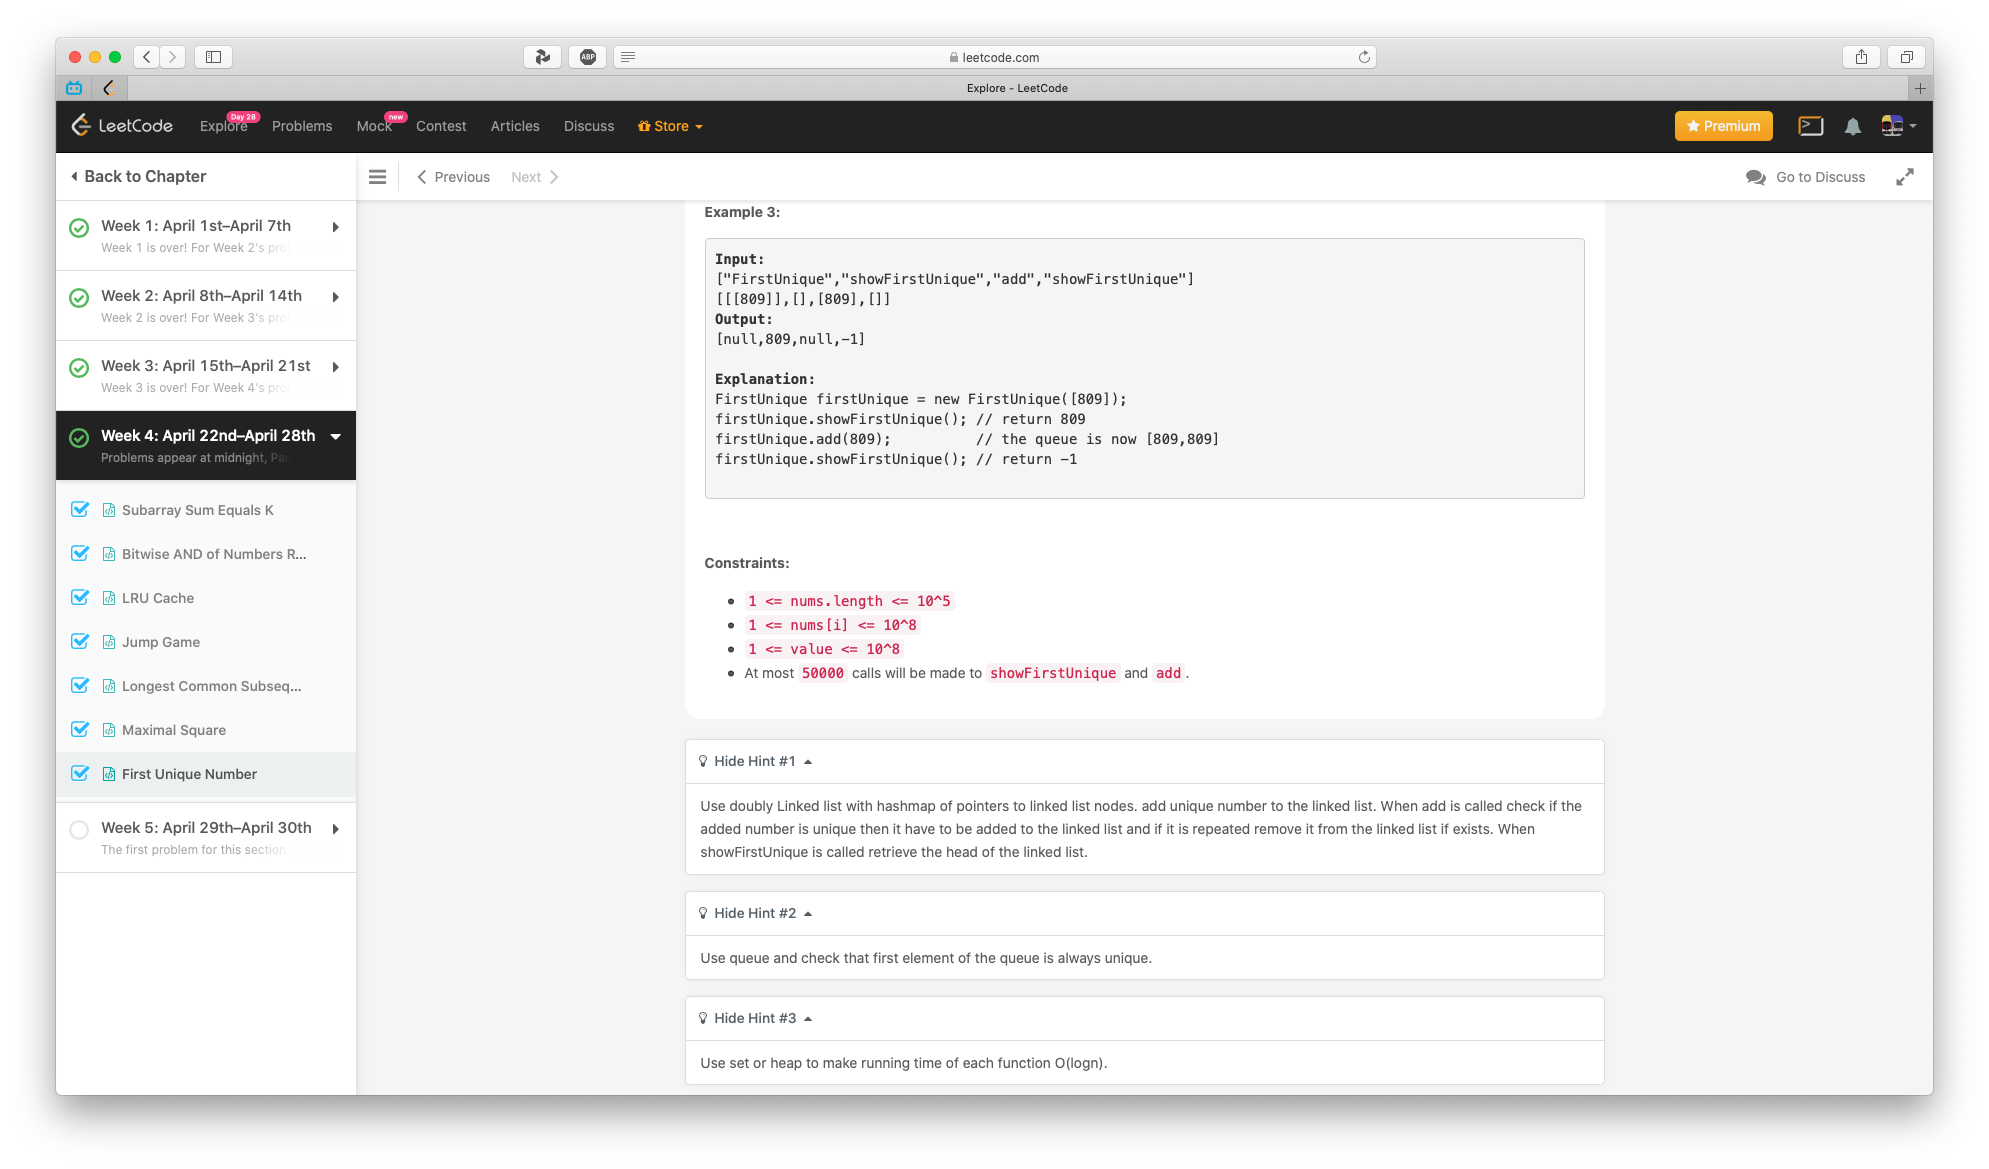 ABP
leetcode.com
Explore - LeetCode
LeetCode
Explore
Day 28
Problems
Mock
new
Contest
Articles
Discuss
Store
Premium
Back to Chapter
Previous
Next
Go to Discuss
Week 1: April 1st–April 7th
Week 1 is over! For Week 2's pro
Week 2: April 8th–April 14th
Week 2 is over! For Week 3's pro
Week 3: April 15th–April 21st
Week 3 is over! For Week 4's pro
Week 4: April 22nd–April 28th
Problems appear at midnight, Pac
Subarray Sum Equals K
Bitwise AND of Numbers R...
LRU Cache
Jump Game
Longest Common Subseq...
Maximal Square
First Unique Number
Week 5: April 29th–April 30th
The first problem for this section
Example 3:
Input:
["FirstUnique","showFirstUnique","add","showFirstUnique"]
[[[809]],[],[809],[]]
Output:
[null,809,null,-1]
Explanation:
FirstUnique firstUnique = new FirstUnique([809]);
firstUnique.showFirstUnique(); // return 809
firstUnique.add(809);          // the queue is now [809,809]
firstUnique.showFirstUnique(); // return -1
Constraints:
1 <= nums.length <= 10^5
1 <= nums[i] <= 10^8
1 <= value <= 10^8
At most 50000 calls will be made to showFirstUnique and add.
Hide Hint #1
Use doubly Linked list with hashmap of pointers to linked list nodes. add unique number to the linked list. When add is called check if the
added number is unique then it have to be added to the linked list and if it is repeated remove it from the linked list if exists. When
showFirstUnique is called retrieve the head of the linked list.
Hide Hint #2
Use queue and check that first element of the queue is always unique.
Hide Hint #3
Use set or heap to make running time of each function O(logn).